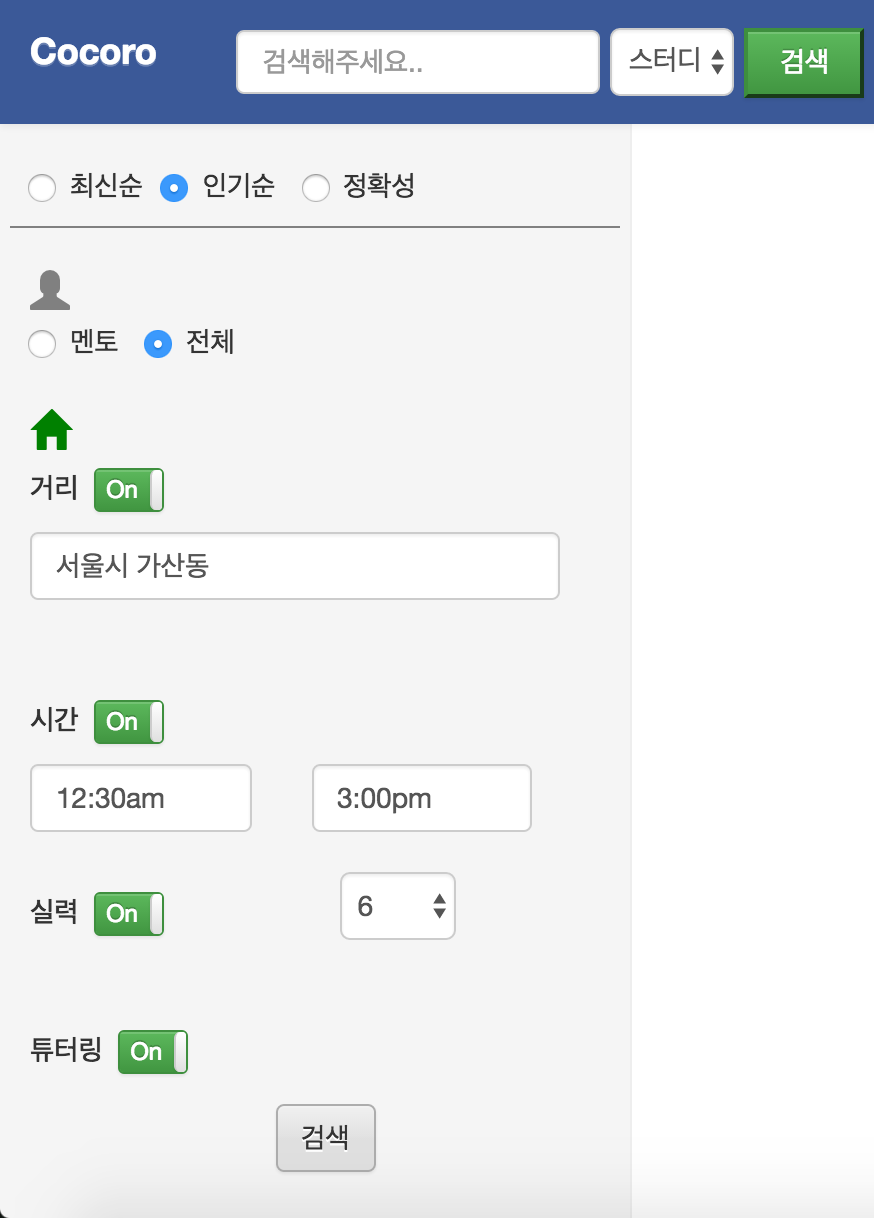 Cocoro 검색해주세요.. 스터디 검색
최신순 인기순 정확성
멘토 전체
거리 On
서울시 가산동
시간 On
12:30am 3:00pm
실력 On 6
튜터링 On
검색